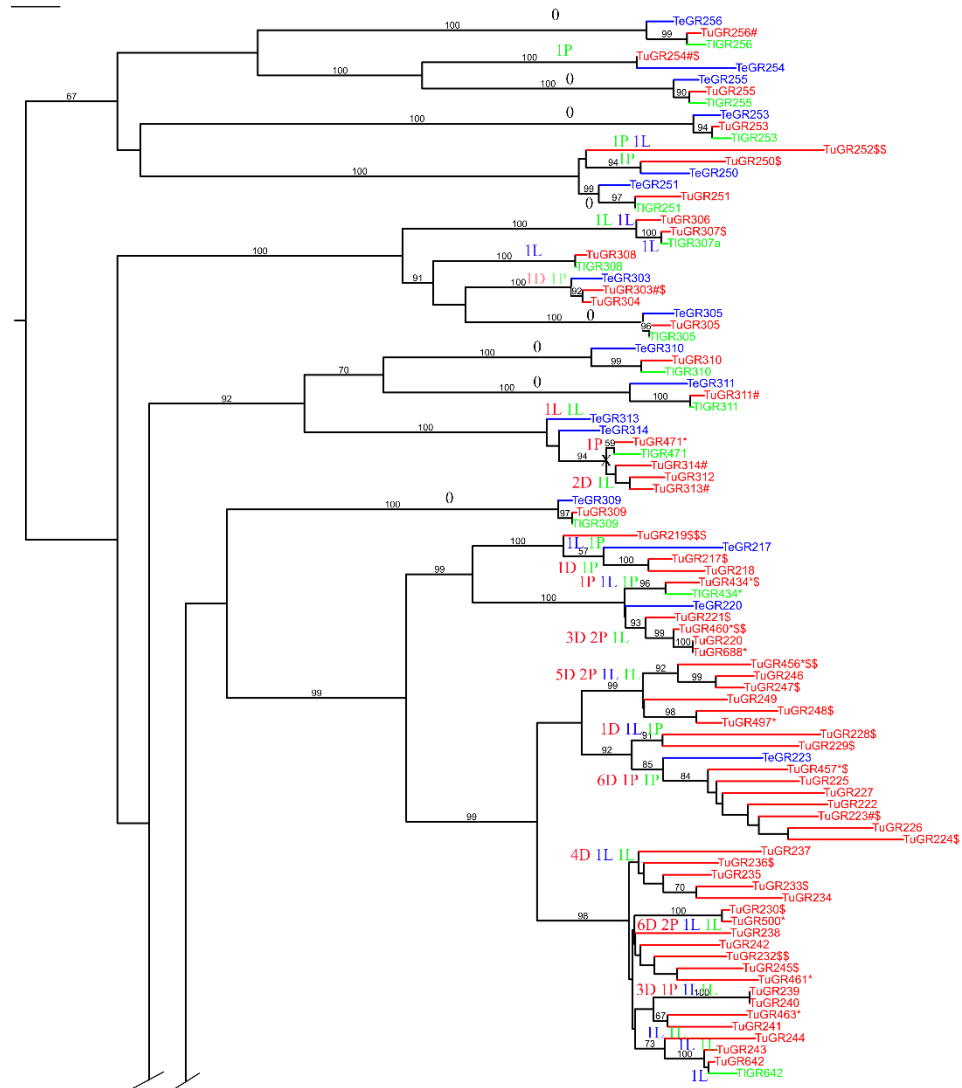 0
TeGR256
100
99
TuGR256#
TlGR256
1P
TuGR254#$
100
TeGR254
100
0
TeGR255
90
TuGR255
TlGR255
67
0
TeGR253
100
94
TuGR253
TlGR253
1P 1L
TuGR252$$
94
1P
TuGR250$
TeGR250
100
TeGR251
99
97
TuGR251
0
TlGR251
1L 1L
TuGR306
100
100
TuGR307$
1L
TlGR307a
100
1L
TuGR308
100
TlGR308
91
1D 1P
TeGR303
100
92
TuGR303#$
TuGR304
0
TeGR305
100
96
TuGR305
TlGR306
0
TeGR310
100
99
TuGR310
TlGR310
70
0
TeGR311
100
TuGR311#
100
TlGR311
92
1L 1L
TeGR313
100
TeGR314
1P
59
TuGR471*
94
TlGR471
TuGR314#
2D 1L
TuGR312
TuGR313#
0
TeGR309
100
97
TuGR309
TlGR309
TuGR219$$$
100
1L 1P
TeGR217
57
100
TuGR217$
1D 1P
TuGR218
99
1P 1L 1P
96
TuGR434*$
TlGR434*
100
TeGR220
93
TuGR221$
99
TuGR460*$$
3D 2P 1L
100
TuGR220
TuGR688*
99
5D 2P 1L 1L
92
TuGR456*$$
99
99
TuGR246
TuGR247$
TuGR249
98
TuGR248$
TuGR497*
1D 1L 1P
91
TuGR228$
TuGR229$
92
85
TeGR223
6D 1P 1P
84
TuGR457*$
TuGR225
TuGR227
TuGR222
TuGR223#$
TuGR226
TuGR224$
99
4D 1L 1L
TuGR237
TuGR236$
TuGR235
70
TuGR233$
TuGR234
98
100
TuGR230$
TuGR500*
6D 2P 1L 1L
TuGR238
TuGR242
TuGR232$$
TuGR245$
TuGR461*
3D 1P 1L 1L
100
TuGR239
TuGR240
67
TuGR463*
TuGR241
1L 1L
TuGR244
73
1L 1L
100
TuGR243
TuGR642
1L
TlGR642